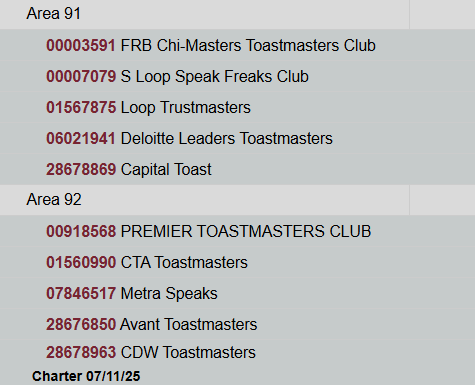 Area 91
00003591 FRB Chi-Masters Toastmasters Club
00007079 S Loop Speak Freaks Club
01567875 Loop Trustmasters
06021941 Deloitte Leaders Toastmasters
28678869 Capital Toast
Area 92
00918568 PREMIER TOASTMASTERS CLUB
01560990 CTA Toastmasters
07846517 Metra Speaks
28676850 Avant Toastmasters
28678963 CDW Toastmasters
Charter 07/11/25